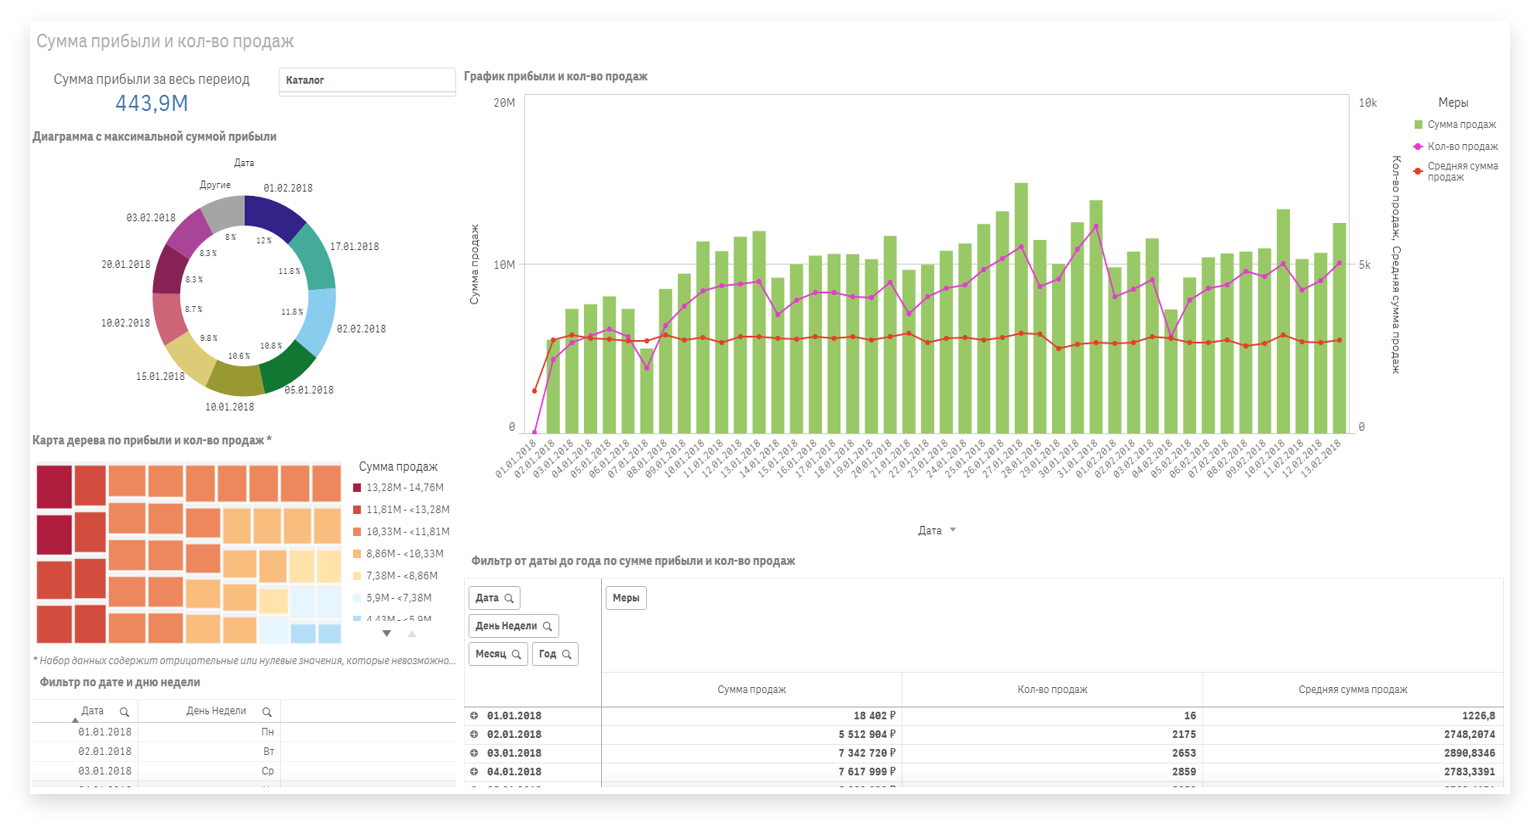 Сумма прибыли и кол-во продаж
Сумма прибыли за весь переиод
443,9M
Каталог
Диаграмма с максимальной суммой прибыли
Дата
Другие
01.02.2018
03.02.2018
17.01.2018
20.01.2018
02.02.2018
10.02.2018
15.01.2018
05.01.2018
10.01.2018
8 %
12 %
8.3 %
11.8 %
8.3 %
11.8 %
8.7 %
9.8 %
10.8 %
10.6 %
Карта дерева по прибыли и кол-во продаж *
Сумма продаж
13,28M - 14,76M
11,81M - <13,28M
10,33M - <11,81M
8,86M - <10,33M
7,38M - <8,86M
5,9M - <7,38M
4,43M - <5,9M
* Набор данных содержит отрицательные или нулевые значения, которые невозможно...
Фильтр по дате и дню недели
Дата День Недели
01.01.2018 Пн
02.01.2018 Вт
03.01.2018 Ср
График прибыли и кол-во продаж
20M
10M
0
Сумма продаж
10k
5k
0
Кол-во продаж, Средняя сумма продаж
Меры
Сумма продаж
Кол-во продаж
Средняя сумма
продаж
01.01.2018
02.01.2018
03.01.2018
04.01.2018
05.01.2018
06.01.2018
07.01.2018
08.01.2018
09.01.2018
10.01.2018
11.01.2018
12.01.2018
13.01.2018
14.01.2018
15.01.2018
16.01.2018
17.01.2018
18.01.2018
19.01.2018
20.01.2018
21.01.2018
22.01.2018
23.01.2018
24.01.2018
25.01.2018
26.01.2018
27.01.2018
28.01.2018
29.01.2018
30.01.2018
31.01.2018
01.02.2018
02.02.2018
03.02.2018
04.02.2018
05.02.2018
06.02.2018
07.02.2018
08.02.2018
09.02.2018
10.02.2018
11.02.2018
12.02.2018
13.02.2018
Дата
Фильтр от даты до года по сумме прибыли и кол-во продаж
Дата
Меры
День Недели
Месяц Год
Сумма продаж Кол-во продаж Средняя сумма продаж
01.01.2018 18 402 ₽ 16 1226,8
02.01.2018 5 512 904 ₽ 2175 2748,2074
03.01.2018 7 342 720 ₽ 2653 2890,8346
04.01.2018 7 617 999 ₽ 2859 2783,3391